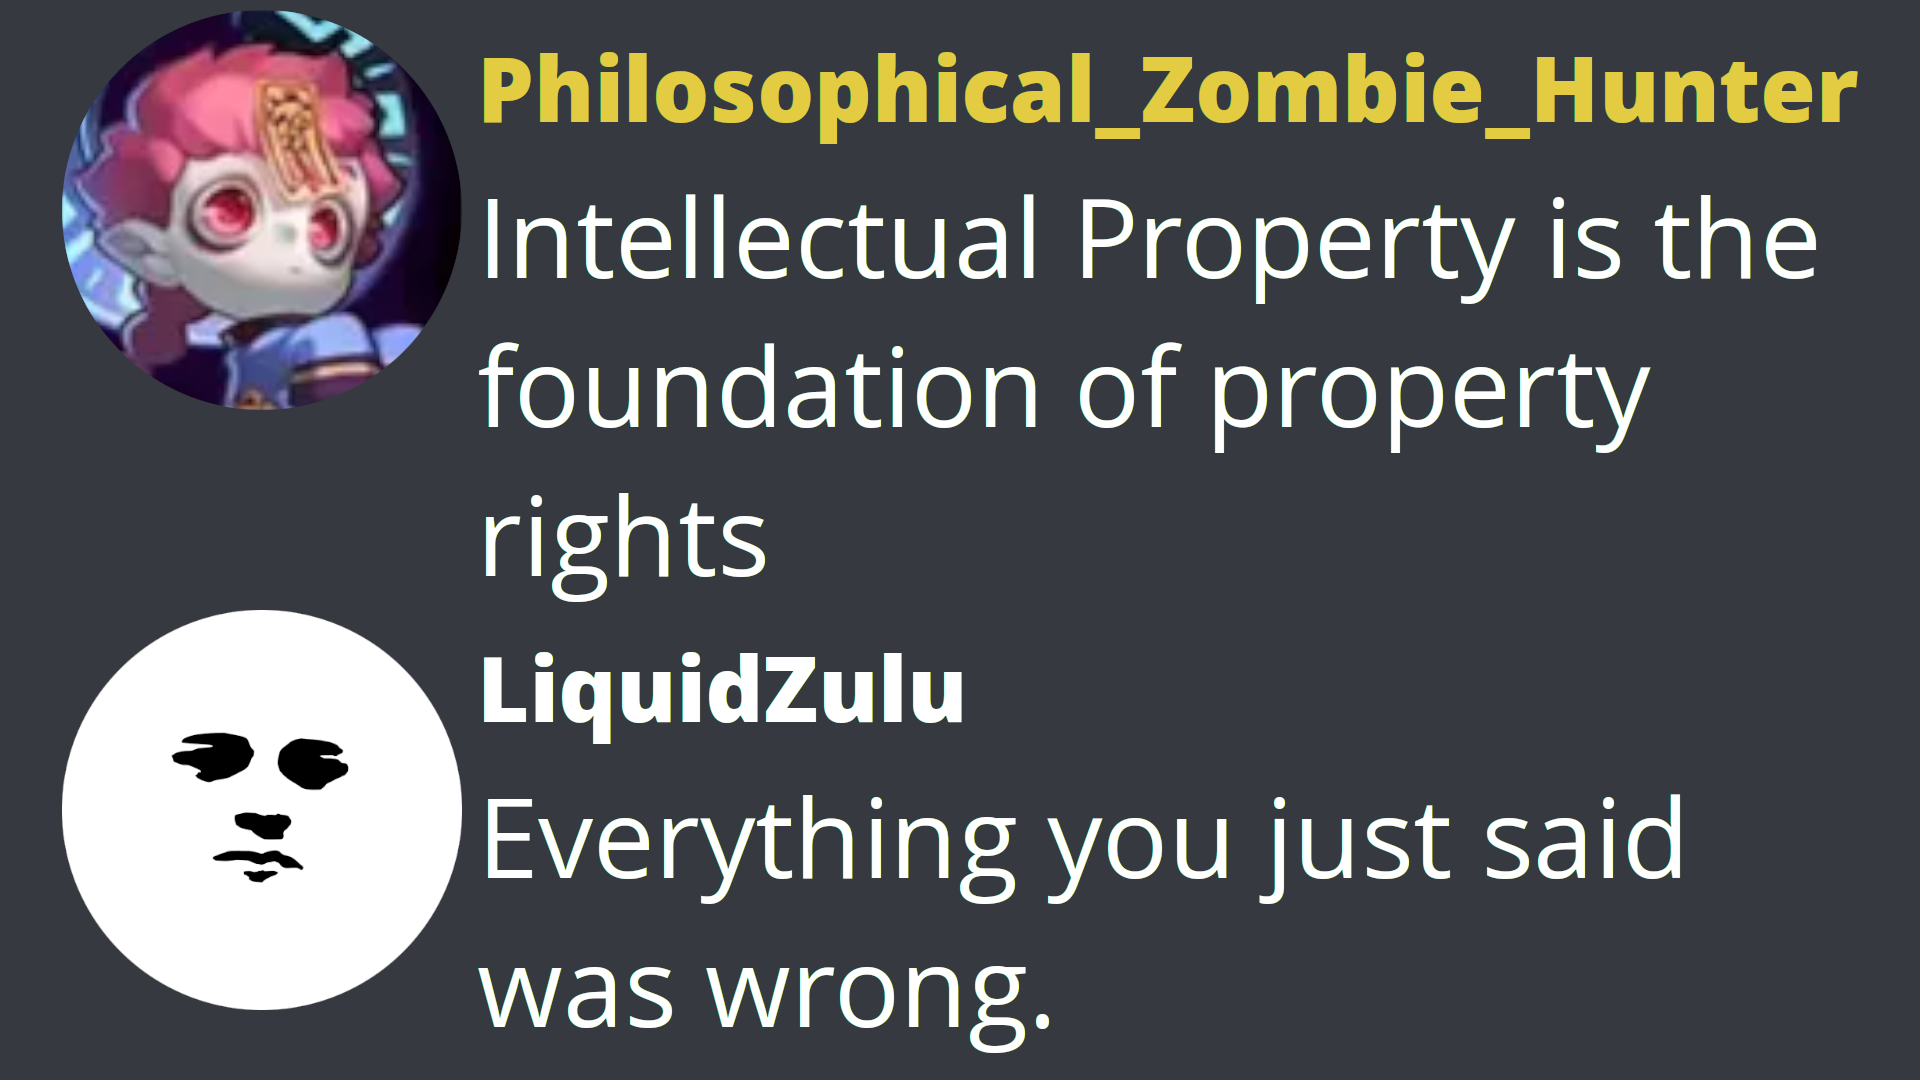 Philosophical_Zombie_Hunter
Intellectual Property is the
foundation of property
rights
LiquidZulu
Everything you just said
was wrong.